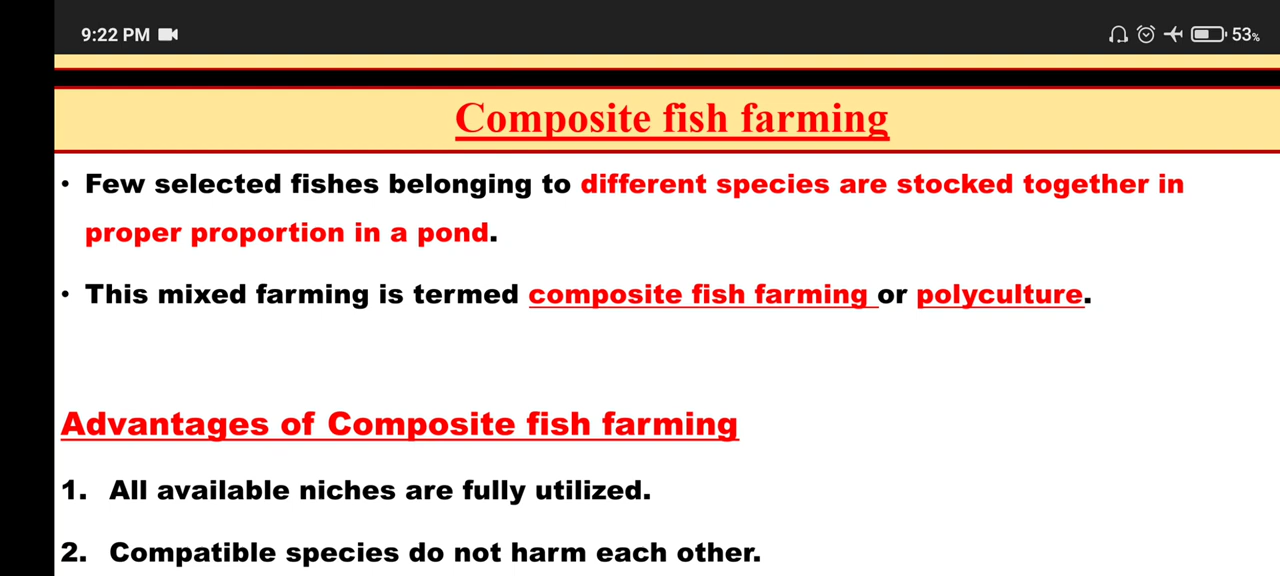 9:22 PM 53%
Composite fish farming
• Few selected fishes belonging to different species are stocked together in
proper proportion in a pond.
• This mixed farming is termed composite fish farming or polyculture.
Advantages of Composite fish farming
1. All available niches are fully utilized.
2. Compatible species do not harm each other.